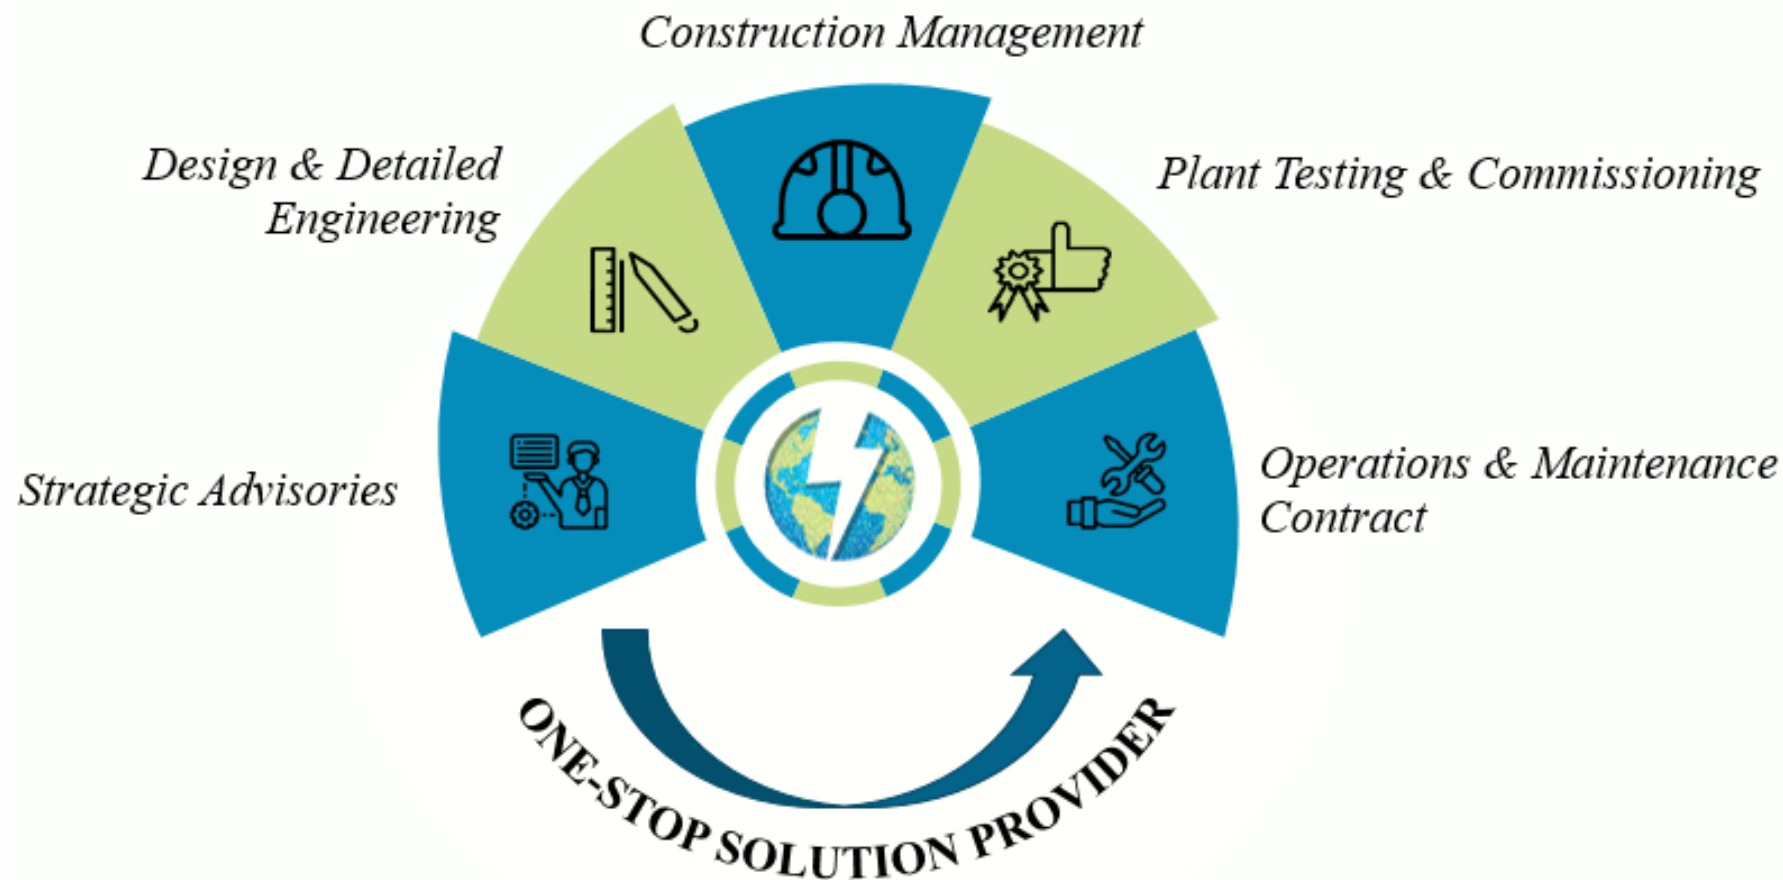 Construction Management
Design & Detailed
Engineering
Plant Testing & Commissioning
Strategic Advisories
Operations & Maintenance
Contract
ONE-STOP SOLUTION PROVIDER